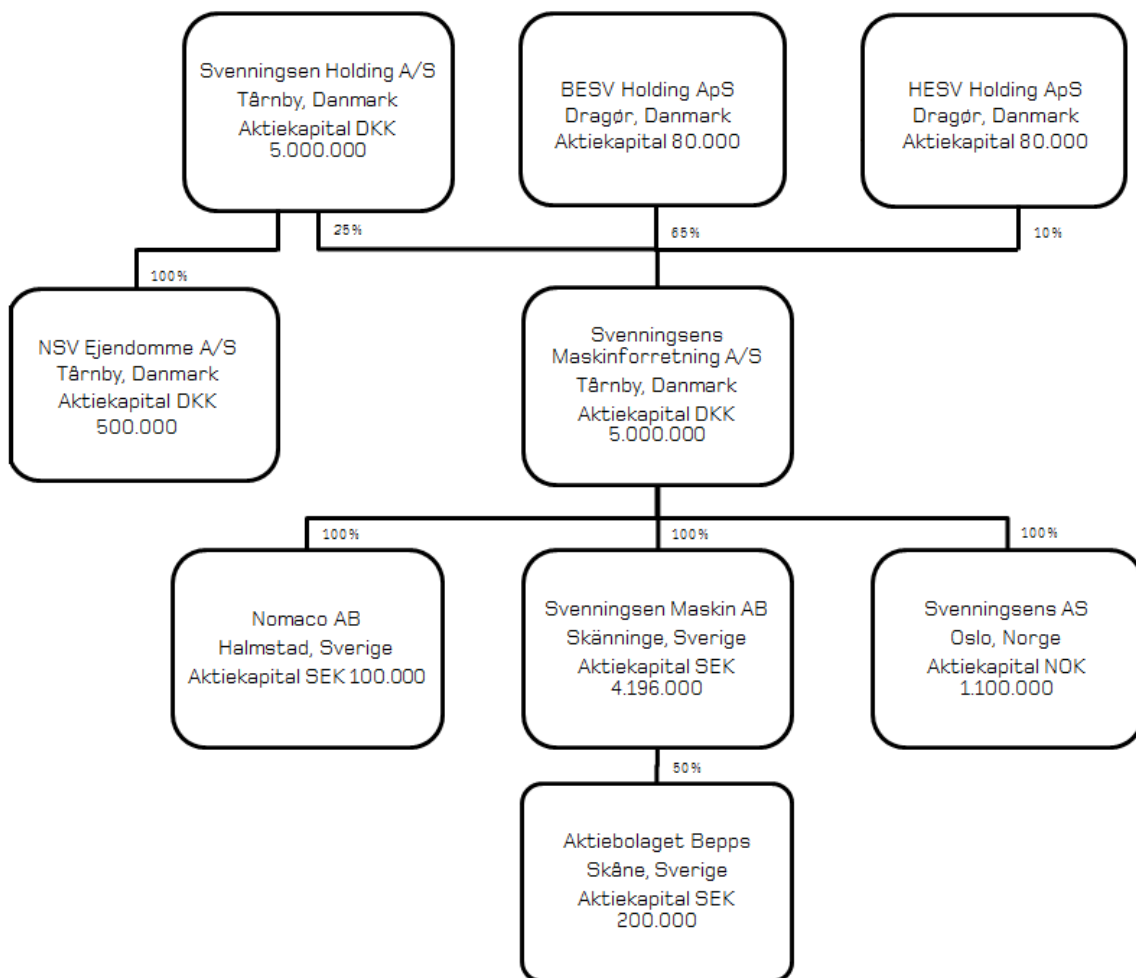 Svenningsen Holding A/S
Tårnby, Danmark
Aktiekapital DKK
5.000.000
BESV Holding ApS
Dragør, Danmark
Aktiekapital 80.000
HESV Holding ApS
Dragør, Danmark
Aktiekapital 80.000
25%
65%
10%
100%
NSV Ejendomme A/S
Tårnby, Danmark
Aktiekapital DKK
500.000
Svenningsens
Maskinforretning A/S
Tårnby, Danmark
Aktiekapital DKK
5.000.000
100%
100%
100%
Nomaco AB
Halmstad, Sverige
Aktiekapital SEK 100.000
Svenningsen Maskin AB
Skänninge, Sverige
Aktiekapital SEK
4.196.000
Svenningsens AS
Oslo, Norge
Aktiekapital NOK
1.100.000
50%
Aktiebolaget Bepps
Skåne, Sverige
Aktiekapital SEK
200.000